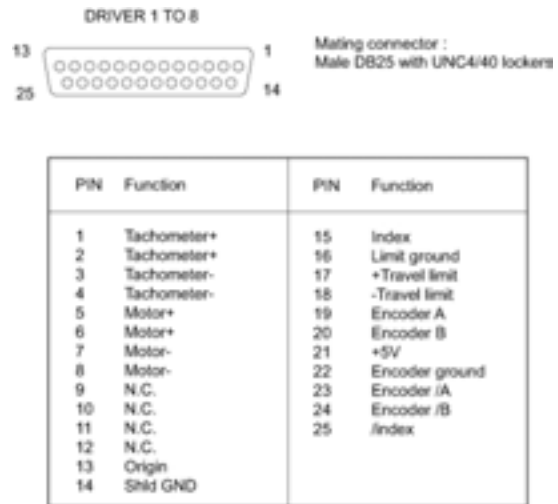 DRIVER 1 TO 8
13
1
Mating connector :
Male DB25 with UNC4/40 lockers
25
14
PIN Function PIN Function
1 Tachometer+ 15 Index
2 Tachometer+ 16 Limit ground
3 Tachometer- 17 +Travel limit
4 Tachometer- 18 -Travel limit
5 Motor+ 19 Encoder A
6 Motor+ 20 Encoder B
7 Motor- 21 +5V
8 Motor- 22 Encoder ground
9 N.C. 23 Encoder /A
10 N.C. 24 Encoder /B
11 N.C. 25 /Index
12 N.C.
13 Origin
14 Shld GND